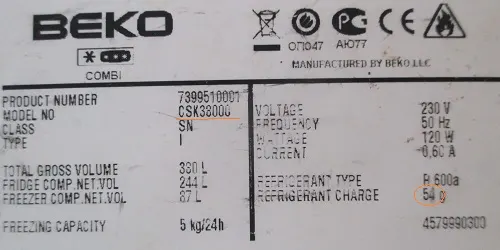 BEKO
COMBI
ОП047 АЮ77
MANUFACTURED BY BEKO LLC
PRODUCT NUMBER 7399510001
MODEL NO CSK38000
CLASS SN
TYPE I
TOTAL GROSS VOLUME L
FRIDGE COMP.NET.VOL 244 L
FREEZER COMP.NET.VOL 87 L
FREEZING CAPACITY 5 kg/24h
VOLTAGE 230 V
FREQUENCY 50 Hz
WATTAGE 120 W
CURRENT 0,60 A
REFRIGERANT TYPE R 600a
REFRIGERANT CHARGE 54 g
4579990300